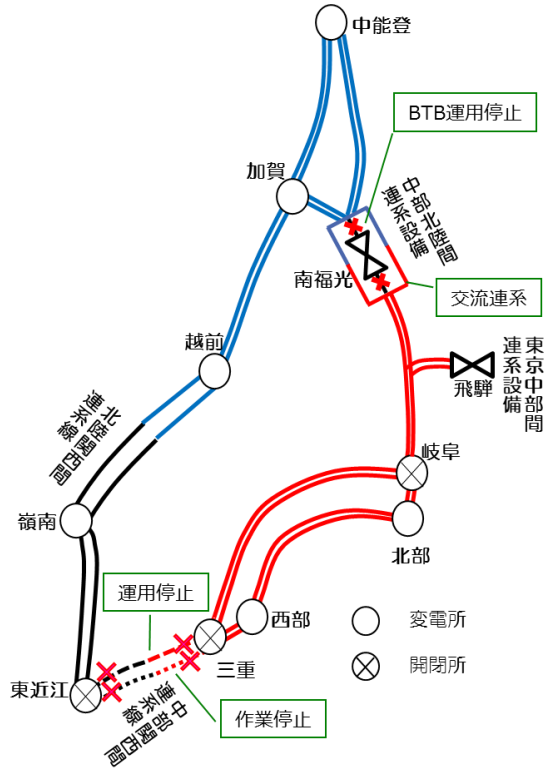 中能登
BTB運用停止
加賀
中部北陸間
連系設備
南福光
交流連系
越前
東京中部間
連系設備
飛騨
北陸関西間
連系線
岐阜
嶺南
北部
運用停止
西部
変電所
三重
開閉所
東近江
中部関西間
連系線
作業停止